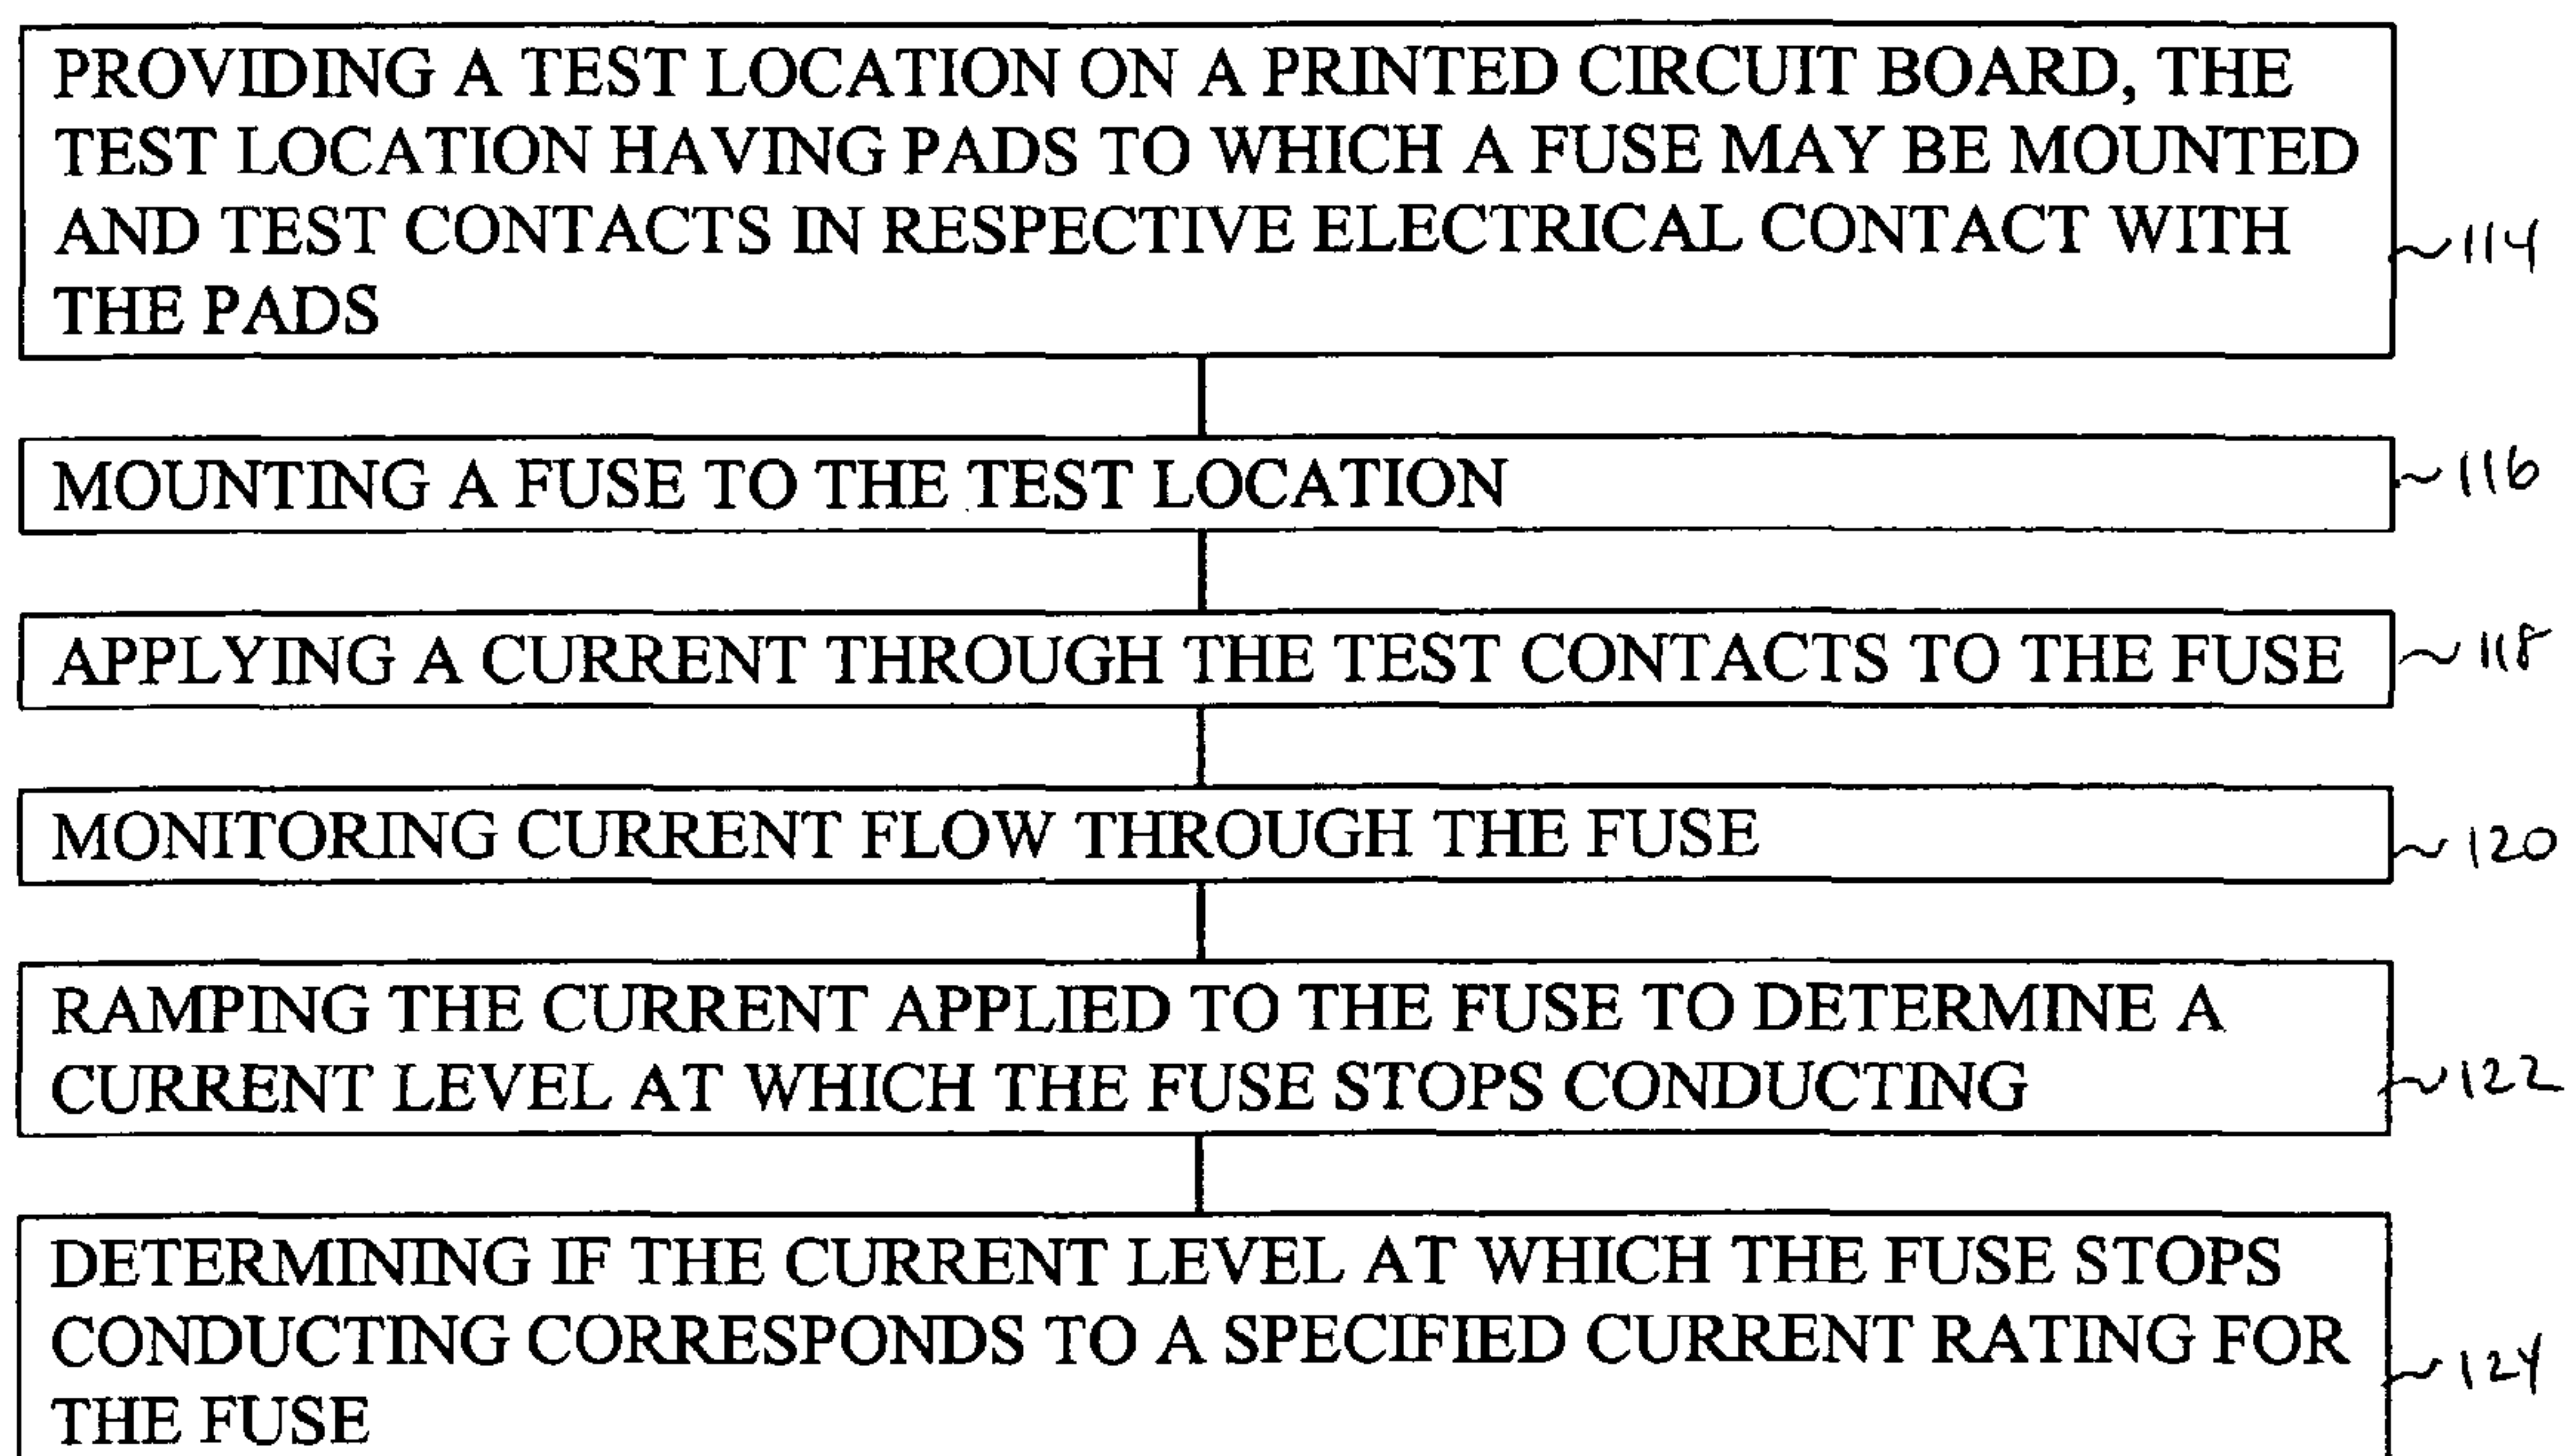 PROVIDING A TEST LOCATION ON A PRINTED CIRCUIT BOARD, THE
TEST LOCATION HAVING PADS TO WHICH A FUSE MAY BE MOUNTED
AND TEST CONTACTS IN RESPECTIVE ELECTRICAL CONTACT WITH
THE PADS
114
MOUNTING A FUSE TO THE TEST LOCATION
116
APPLYING A CURRENT THROUGH THE TEST CONTACTS TO THE FUSE
118
MONITORING CURRENT FLOW THROUGH THE FUSE
120
RAMPING THE CURRENT APPLIED TO THE FUSE TO DETERMINE A
CURRENT LEVEL AT WHICH THE FUSE STOPS CONDUCTING
122
DETERMINING IF THE CURRENT LEVEL AT WHICH THE FUSE STOPS
CONDUCTING CORRESPONDS TO A SPECIFIED CURRENT RATING FOR
THE FUSE
124